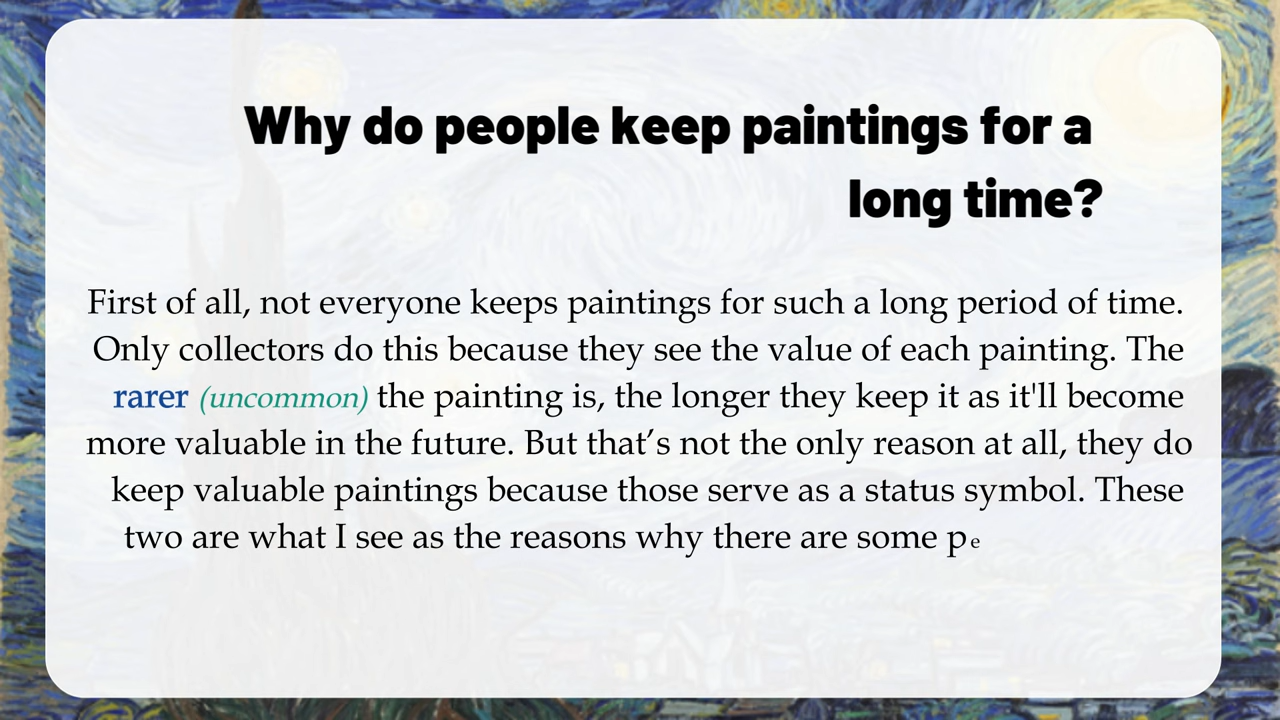 Why do people keep paintings for a
long time?
First of all, not everyone keeps paintings for such a long period of time.
Only collectors do this because they see the value of each painting. The
rarer (uncommon) the painting is, the longer they keep it as it'll become
more valuable in the future. But that’s not the only reason at all, they do
keep valuable paintings because those serve as a status symbol. These
two are what I see as the reasons why there are some pe